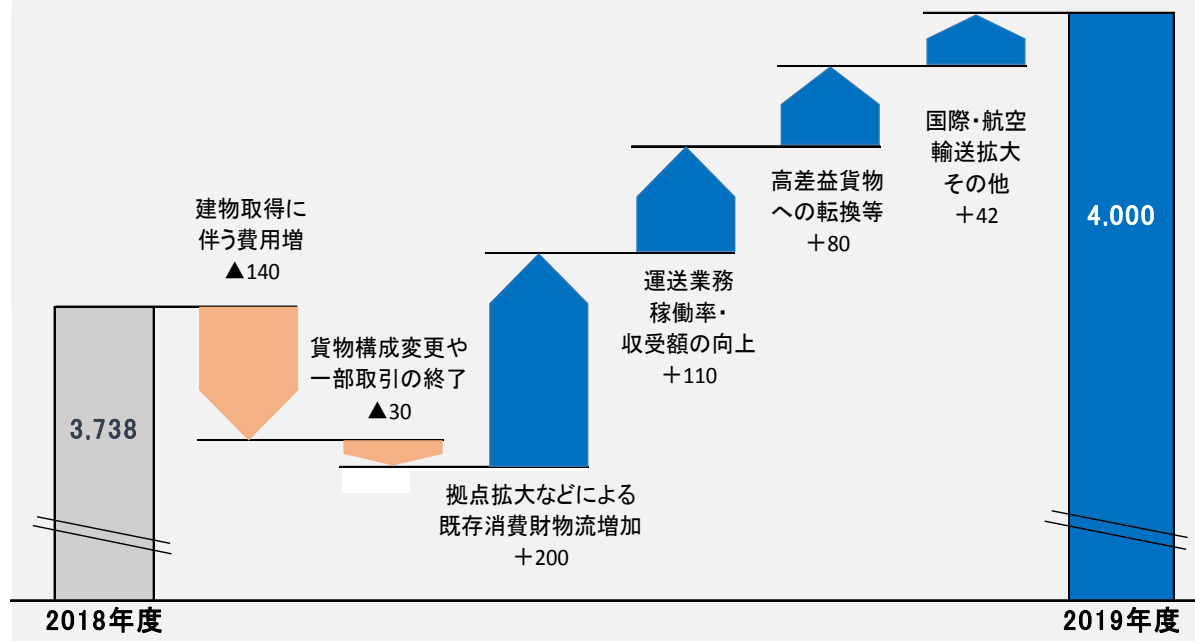 建物取得に
伴う費用増
▲140
貨物構成変更や
一部取引の終了
▲30
拠点拡大などによる
既存消費財物流増加
＋200
運送業務
稼働率・
収受額の向上
＋110
高差益貨物
への転換等
＋80
国際・航空
輸送拡大
その他
＋42
3,738
4,000
2018年度
2019年度